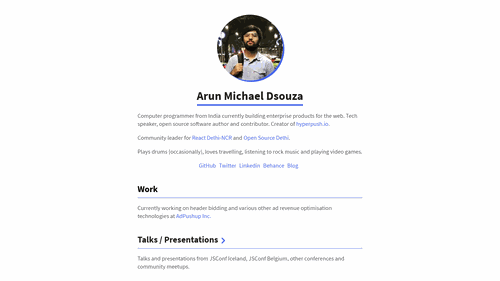 Arun Michael Dsouza
Computer programmer from India currently building enterprise products for the web. Tech
speaker, open source software author and contributor. Creator of hyperpush.io.
Community leader for React Delhi-NCR and Open Source Delhi.
Plays drums (occasionally), loves travelling, listening to rock music and playing video games.
GitHub Twitter Linkedin Behance Blog
Work
Currently working on header bidding and various other ad revenue optimisation
technologies at AdPushup Inc.
Talks / Presentations
Talks and presentations from JSConf Iceland, JSConf Belgium, other conferences and
community meetups.